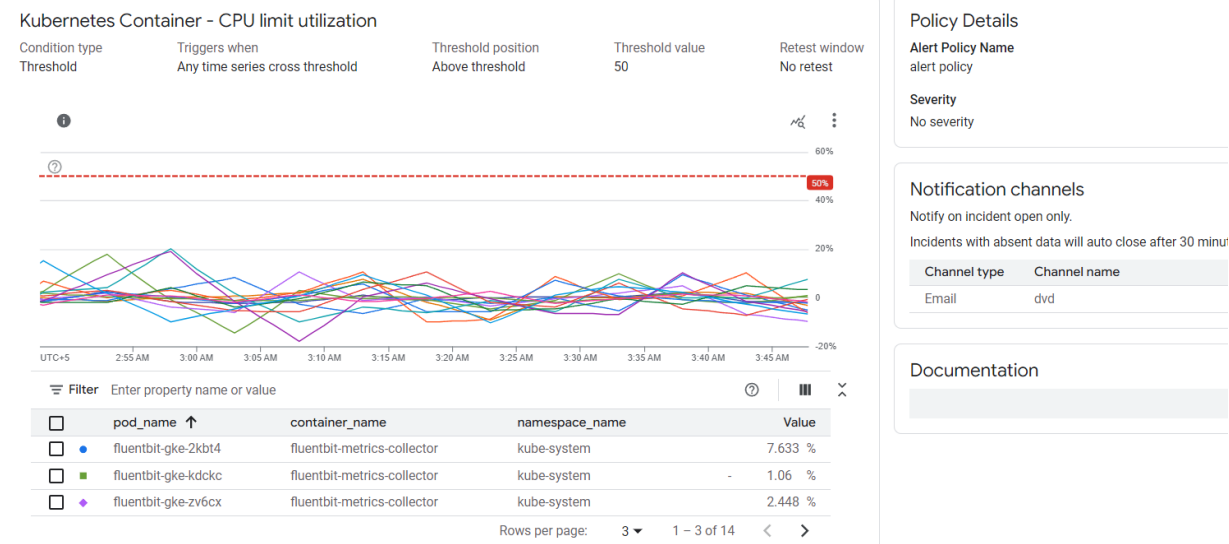 Kubernetes Container - CPU limit utilization
Condition type Triggers when Threshold position Threshold value Retest window
Threshold Any time series cross threshold Above threshold 50 No retest
60%
50%
40%
20%
0
-20%
UTC+5 2:55 AM 3:00 AM 3:05 AM 3:10 AM 3:15 AM 3:20 AM 3:25 AM 3:30 AM 3:35 AM 3:40 AM 3:45 AM
Filter Enter property name or value
pod_name container_name namespace_name Value
fluentbit-gke-2kbt4 fluentbit-metrics-collector kube-system 7.633 %
fluentbit-gke-kdckc fluentbit-metrics-collector kube-system - 1.06 %
fluentbit-gke-zv6cx fluentbit-metrics-collector kube-system 2.448 %
Rows per page: 3 1 – 3 of 14
Policy Details
Alert Policy Name
alert policy
Severity
No severity
Notification channels
Notify on incident open only.
Incidents with absent data will auto close after 30 minut
Channel type Channel name
Email dvd
Documentation